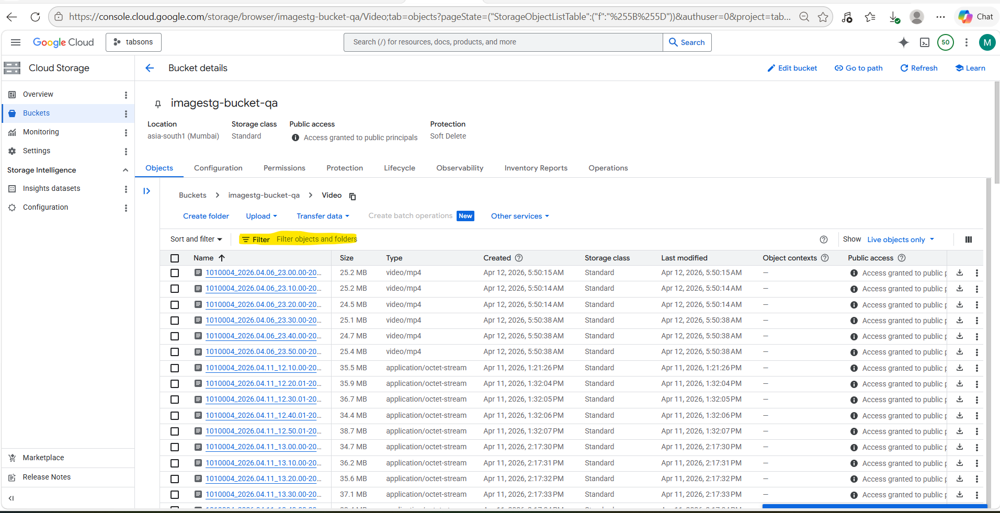 https://console.cloud.google.com/storage/browser/imagestg-bucket-qa/Video;tab=objects?pageState=("StorageObjectListTable":("f":"%255B%255D"))&authuser=0&project=tab...
Chat
Google Cloud
tabsons
Search (/) for resources, docs, products, and more
Search
50
M
Cloud Storage
Bucket details
Edit bucket
Go to path
Refresh
Learn
Overview
Buckets
Monitoring
Settings
Storage Intelligence
Insights datasets
Configuration
Marketplace
Release Notes
imagestg-bucket-qa
Location Storage class Public access Protection
asia-south1 (Mumbai) Standard Access granted to public principals Soft Delete
Objects Configuration Permissions Protection Lifecycle Observability Inventory Reports Operations
Buckets > imagestg-bucket-qa > Video
Create folder Upload Transfer data Create batch operations New Other services
Sort and filter Filter Filter objects and folders Show Live objects only
Name Size Type Created Storage class Last modified Object contexts Public access
1010004_2026.04.06_23.00.00-20... 25.2 MB video/mp4 Apr 12, 2026, 5:50:15 AM Standard Apr 12, 2026, 5:50:15 AM — Access granted to public p
1010004_2026.04.06_23.10.00-20... 25.2 MB video/mp4 Apr 12, 2026, 5:50:14 AM Standard Apr 12, 2026, 5:50:14 AM — Access granted to public p
1010004_2026.04.06_23.20.00-20... 24.5 MB video/mp4 Apr 12, 2026, 5:50:14 AM Standard Apr 12, 2026, 5:50:14 AM — Access granted to public p
1010004_2026.04.06_23.30.00-20... 25.1 MB video/mp4 Apr 12, 2026, 5:50:38 AM Standard Apr 12, 2026, 5:50:38 AM — Access granted to public p
1010004_2026.04.06_23.40.00-20... 24.7 MB video/mp4 Apr 12, 2026, 5:50:38 AM Standard Apr 12, 2026, 5:50:38 AM — Access granted to public p
1010004_2026.04.06_23.50.00-20... 25.4 MB video/mp4 Apr 12, 2026, 5:50:38 AM Standard Apr 12, 2026, 5:50:38 AM — Access granted to public p
1010004_2026.04.11_12.10.00-20... 35.5 MB application/octet-stream Apr 11, 2026, 1:21:26 PM Standard Apr 11, 2026, 1:21:26 PM — Access granted to public p
1010004_2026.04.11_12.20.01-20... 35.9 MB application/octet-stream Apr 11, 2026, 1:32:04 PM Standard Apr 11, 2026, 1:32:04 PM — Access granted to public p
1010004_2026.04.11_12.30.01-20... 36.7 MB application/octet-stream Apr 11, 2026, 1:32:05 PM Standard Apr 11, 2026, 1:32:05 PM — Access granted to public p
1010004_2026.04.11_12.40.01-20... 34.4 MB application/octet-stream Apr 11, 2026, 1:32:06 PM Standard Apr 11, 2026, 1:32:06 PM — Access granted to public p
1010004_2026.04.11_12.50.01-20... 38.7 MB application/octet-stream Apr 11, 2026, 1:32:07 PM Standard Apr 11, 2026, 1:32:07 PM — Access granted to public p
1010004_2026.04.11_13.00.00-20... 34.7 MB application/octet-stream Apr 11, 2026, 2:17:30 PM Standard Apr 11, 2026, 2:17:30 PM — Access granted to public p
1010004_2026.04.11_13.10.00-20... 36.2 MB application/octet-stream Apr 11, 2026, 2:17:31 PM Standard Apr 11, 2026, 2:17:31 PM — Access granted to public p
1010004_2026.04.11_13.20.00-20... 35.6 MB application/octet-stream Apr 11, 2026, 2:17:32 PM Standard Apr 11, 2026, 2:17:32 PM — Access granted to public p
1010004_2026.04.11_13.30.00-20... 37.1 MB application/octet-stream Apr 11, 2026, 2:17:33 PM Standard Apr 11, 2026, 2:17:33 PM — Access granted to public p